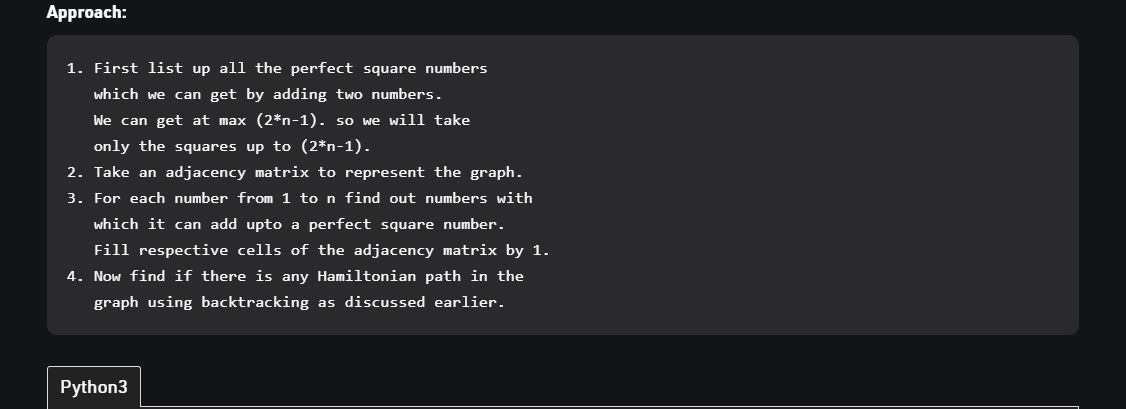 Approach:
1. First list up all the perfect square numbers
which we can get by adding two numbers.
We can get at max (2*n-1). so we will take
only the squares up to (2*n-1).
2. Take an adjacency matrix to represent the graph.
3. For each number from 1 to n find out numbers with
which it can add upto a perfect square number.
Fill respective cells of the adjacency matrix by 1.
4. Now find if there is any Hamiltonian path in the
graph using backtracking as discussed earlier.
Python3